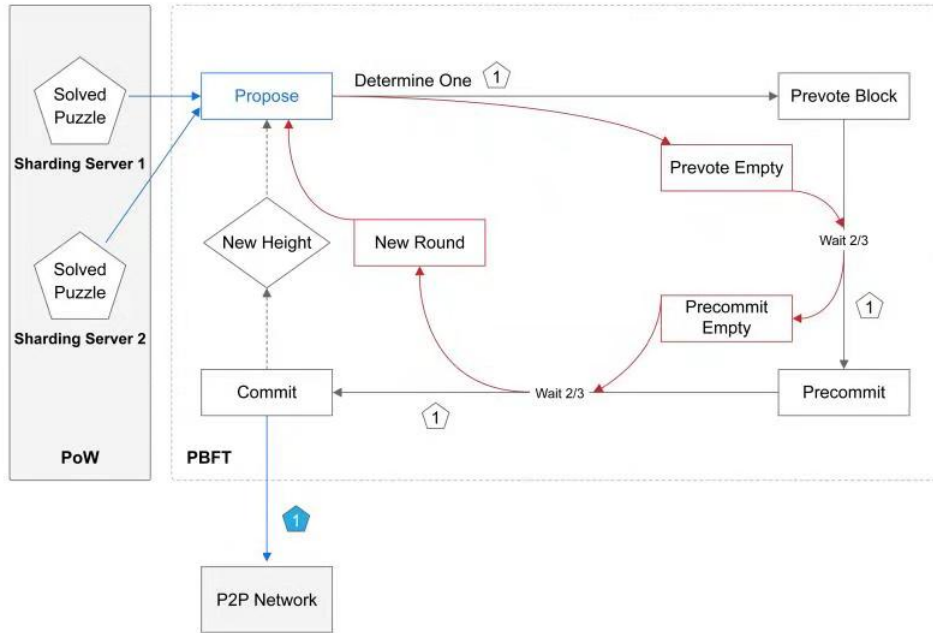 Solved
Puzzle
Sharding Server 1
Solved
Puzzle
Sharding Server 2
PoW
Propose
Determine One
1
Prevote Block
Prevote Empty
Wait 2/3
New Height
New Round
Precommit
Empty
1
Commit
Wait 2/3
Precommit
1
PBFT
1
P2P Network